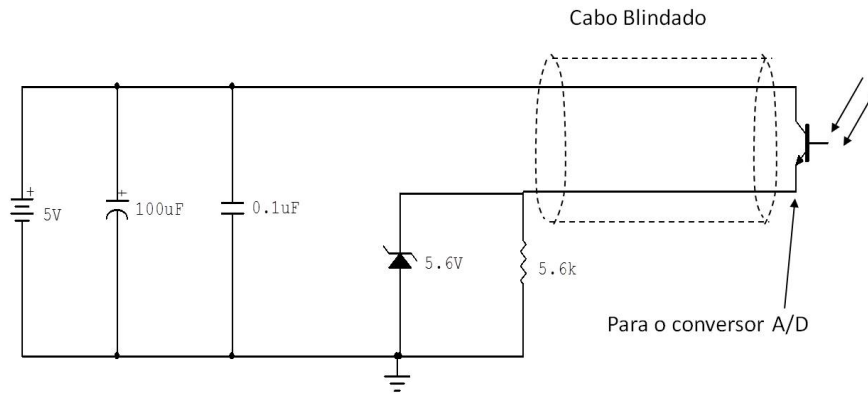 Cabo Blindado
+
5V
+
100uF
0.1uF
5.6V
5.6k
Para o conversor A/D